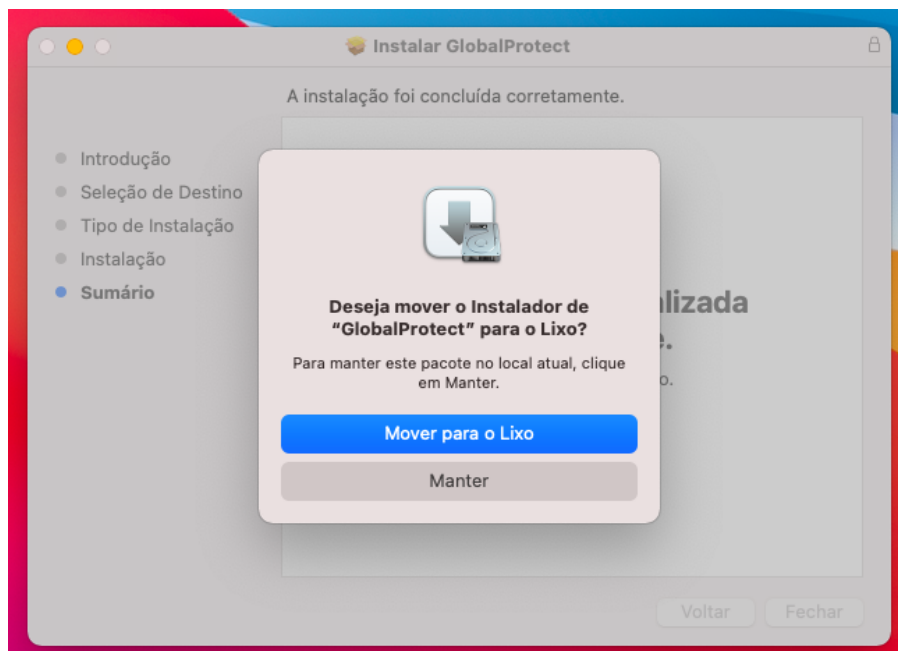 Instalar GlobalProtect
A instalação foi concluída corretamente.
Introdução
Seleção de Destino
Tipo de Instalação
Instalação
Sumário
Deseja mover o Instalador de
“GlobalProtect” para o Lixo?
Para manter este pacote no local atual, clique
em Manter.
Mover para o Lixo
Manter
Voltar
Fechar